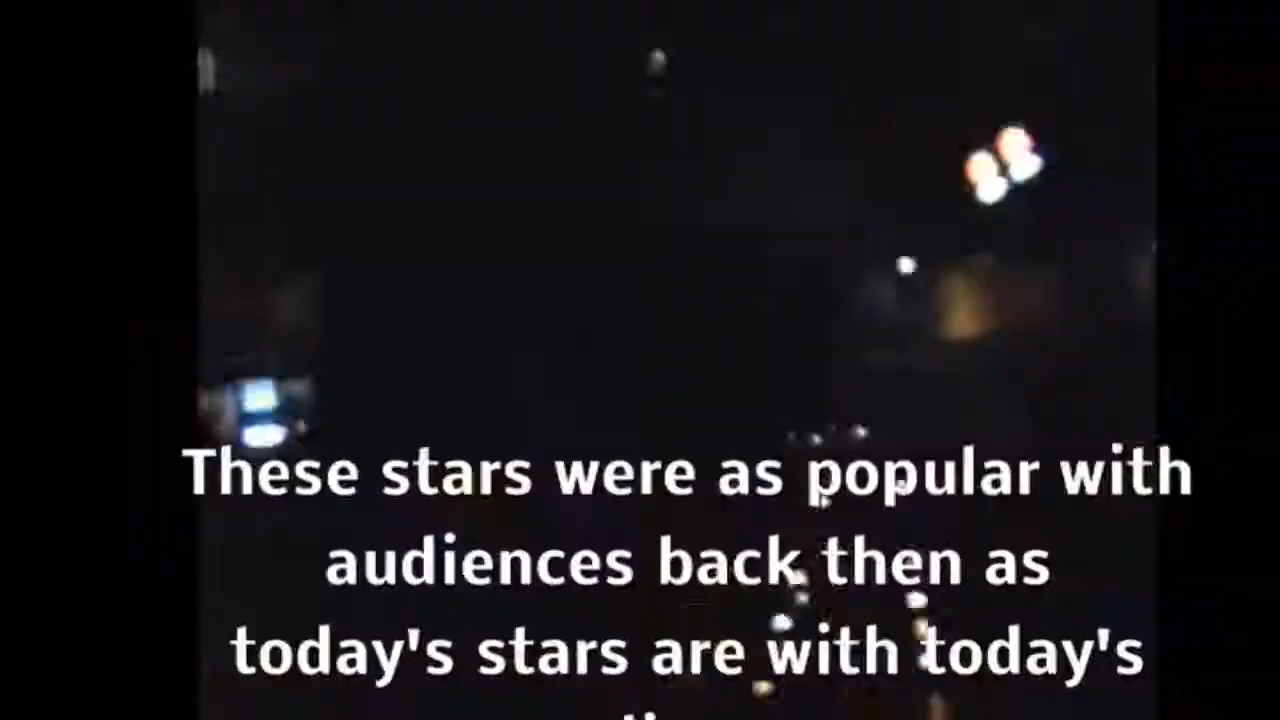 These stars were as popular with
audiences back then as
today's stars are with today's